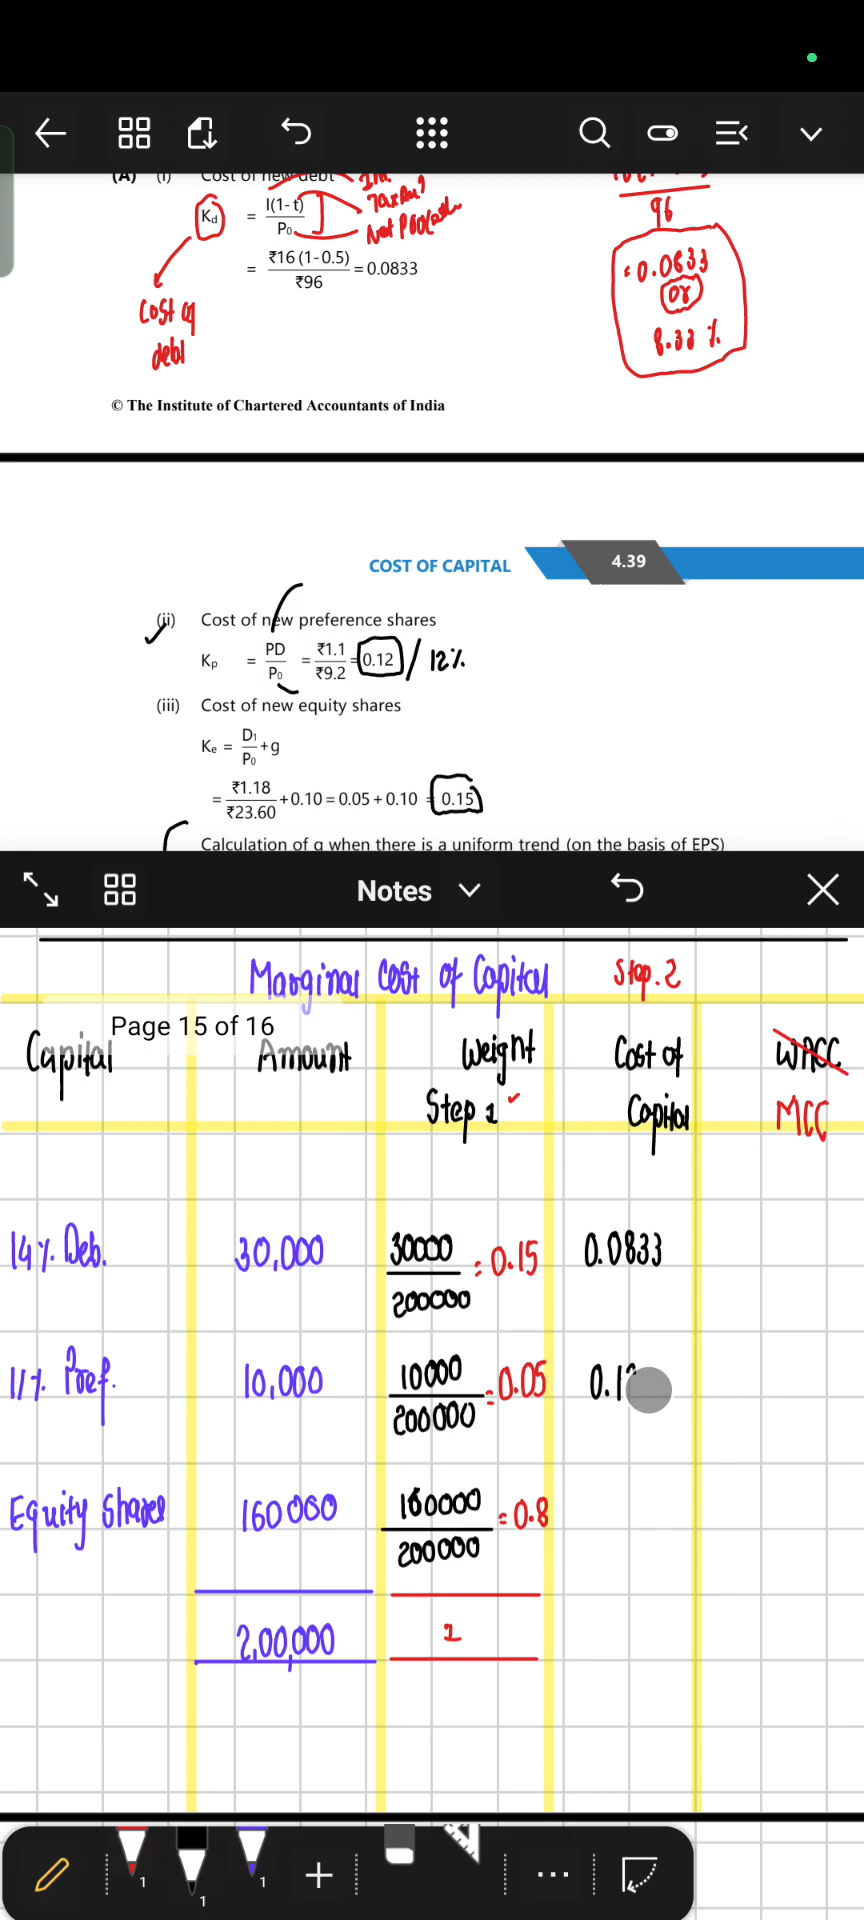 (A) (i) Cost of new debt
Kd = I(1-t) / P0
Tax Rate?
Net Proceeds
= ₹16 (1-0.5) / ₹96 = 0.0833
Cost of
debt
96
= 0.0833
or
8.33 %
© The Institute of Chartered Accountants of India
COST OF CAPITAL 4.39
(ii) Cost of new preference shares
Kp = PD / P0 = ₹1.1 / ₹9.2 = 0.12 / 12%
(iii) Cost of new equity shares
Ke = D1 / P0 + g
= ₹1.18 / ₹23.60 + 0.10 = 0.05 + 0.10 = 0.15
Calculation of g when there is a uniform trend (on the basis of EPS)
Notes
Marginal Cost of Capital Step.2
Page 15 of 16
Capital Amount Weight Cost of WACC
Step 1 Capital MCC
14% Deb. 30,000 30000 / 200000 = 0.15 0.0833
11% Pref. 10,000 10000 / 200000 = 0.05
Equity Shares 160000 160000 / 200000 = 0.8
2,00,000 1
1 1 1